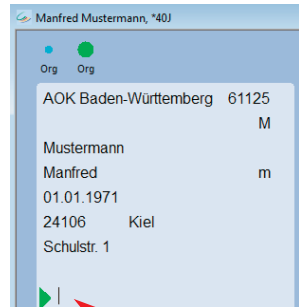 Manfred Mustermann, *40J
Org Org
AOK Baden-Württemberg 61125
M
Mustermann
Manfred m
01.01.1971
24106 Kiel
Schulstr. 1